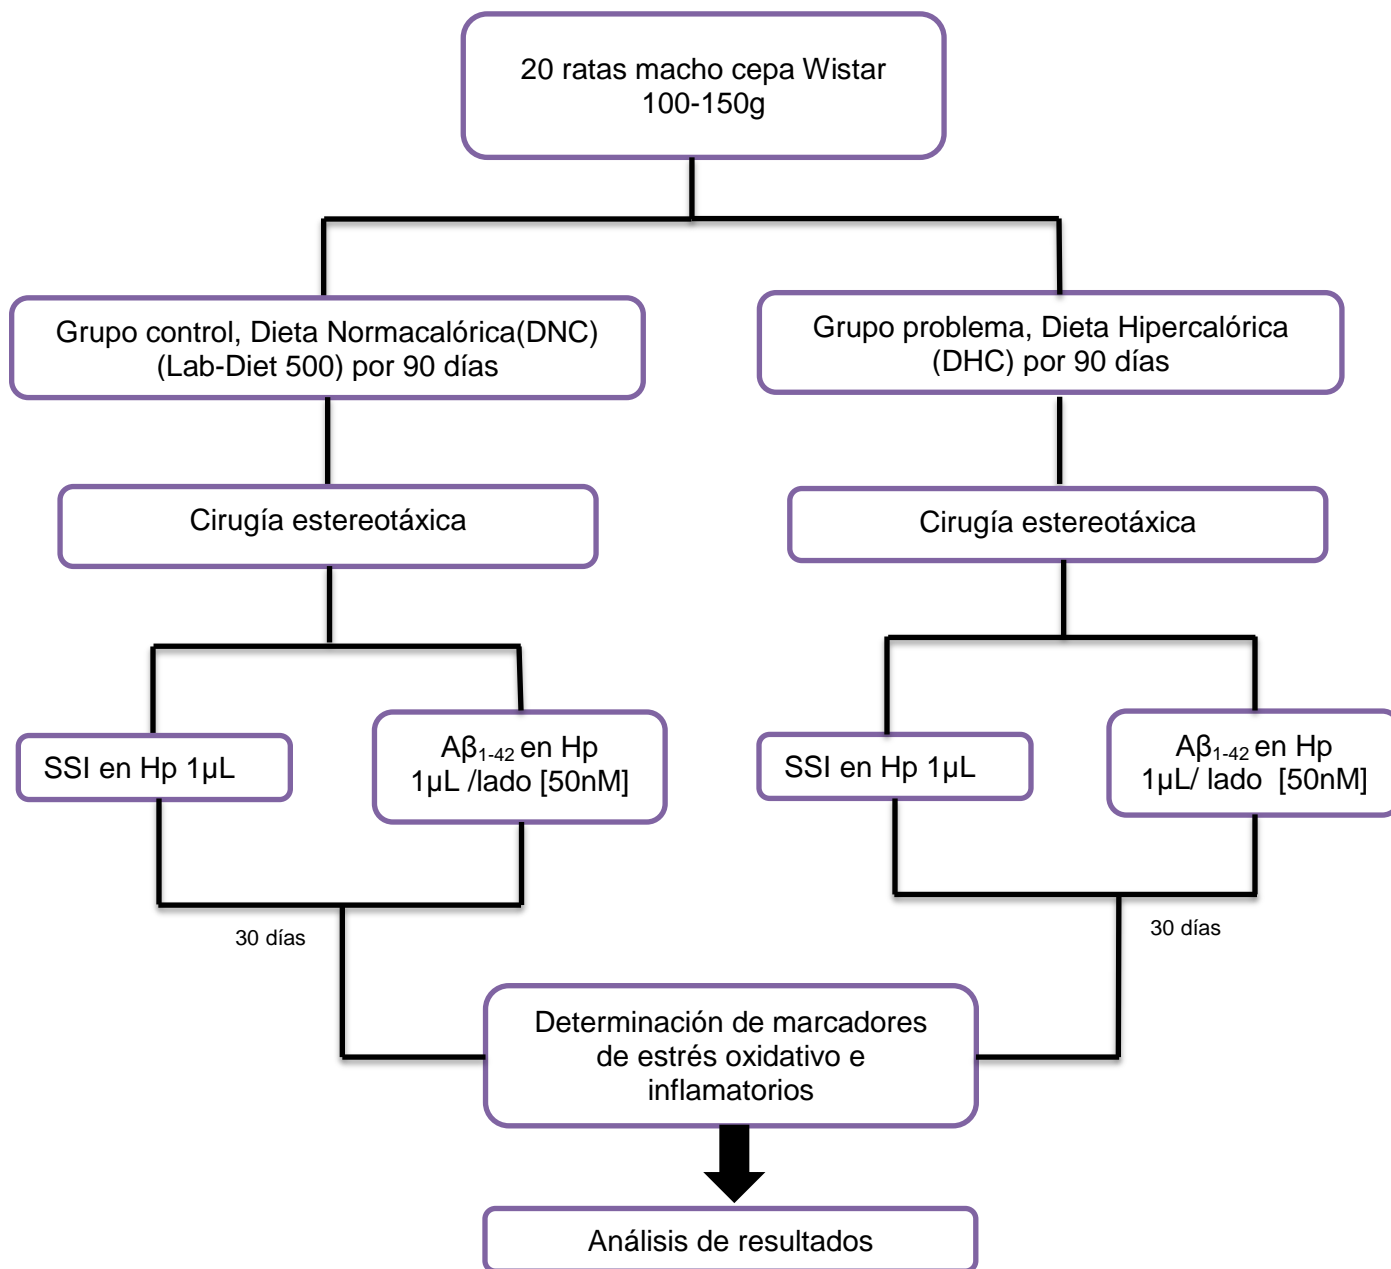 20 ratas macho cepa Wistar
100-150g
Grupo control, Dieta Normacalórica(DNC)
(Lab-Diet 500) por 90 días
Grupo problema, Dieta Hipercalórica
(DHC) por 90 días
Cirugía estereotáxica
Cirugía estereotáxica
SSI en Hp 1µL
Aβ₁₋₄₂ en Hp
1µL /lado [50nM]
SSI en Hp 1µL
Aβ₁₋₄₂ en Hp
1µL/ lado [50nM]
30 días
30 días
Determinación de marcadores
de estrés oxidativo e
inflamatorios
Análisis de resultados